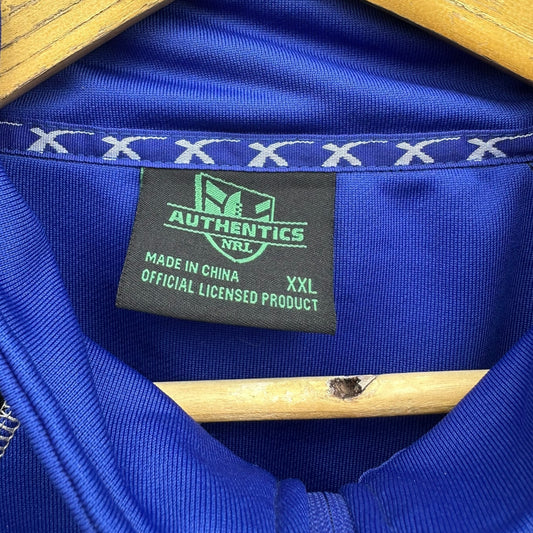 AUTHENTICS
NRL
MADE IN CHINA
XXL
OFFICIAL LICENSED PRODUCT